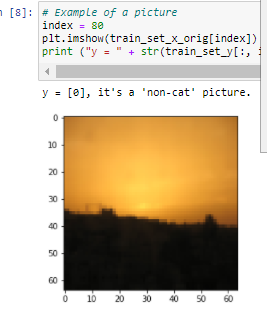 n [8]:
# Example of a picture
index = 80
plt.imshow(train_set_x_orig[index])
print ("y = " + str(train_set_y[:,
y = [0], it's a 'non-cat' picture.
0
10
20
30
40
50
60
0 10 20 30 40 50 60